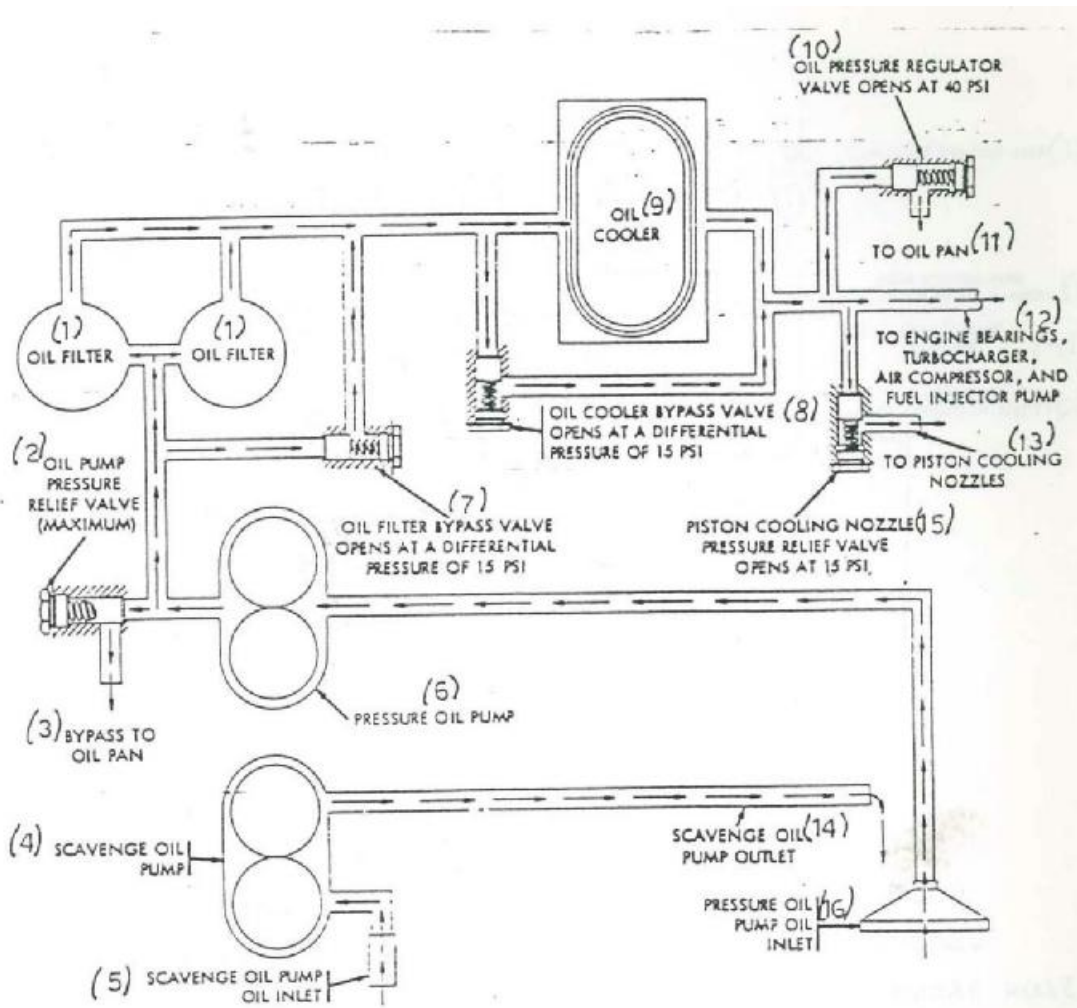 (10)
OIL PRESSURE REGULATOR
VALVE OPENS AT 40 PSI
OIL (9)
COOLER
TO OIL PAN (11)
(1)
OIL FILTER
(1)
OIL FILTER
(12)
TO ENGINE BEARINGS,
TURBOCHARGER,
AIR COMPRESSOR, AND
FUEL INJECTOR PUMP
OIL COOLER BYPASS VALVE (8)
OPENS AT A DIFFERENTIAL
PRESSURE OF 15 PSI
(13)
TO PISTON COOLING
NOZZLES
(2)
OIL PUMP
PRESSURE
RELIEF VALVE
(MAXIMUM)
(7)
OIL FILTER BYPASS VALVE
OPENS AT A DIFFERENTIAL
PRESSURE OF 15 PSI
PISTON COOLING NOZZLE (15)
PRESSURE RELIEF VALVE
OPENS AT 15 PSI
(6)
PRESSURE OIL PUMP
(3) BYPASS TO
OIL PAN
(4) SCAVENGE OIL
PUMP
SCAVENGE OIL (14)
PUMP OUTLET
PRESSURE OIL (16)
PUMP OIL
INLET
(5) SCAVENGE OIL PUMP
OIL INLET